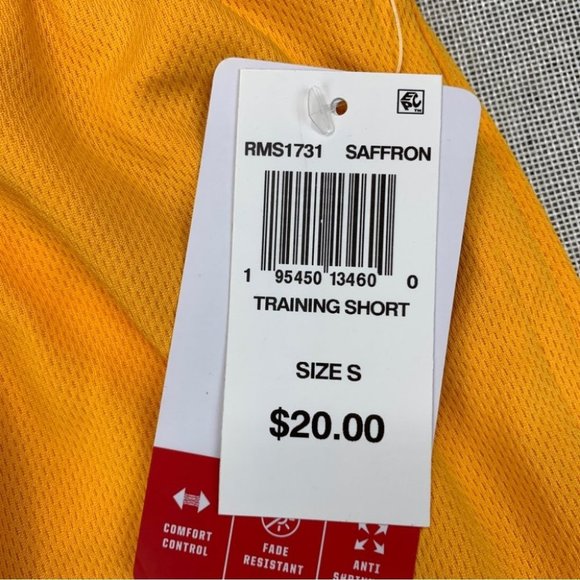 RMS1731 SAFFRON
1 95450 13460 0
TRAINING SHORT
SIZE S
$20.00
COMFORT
CONTROL
FADE
RESISTANT
ANTI